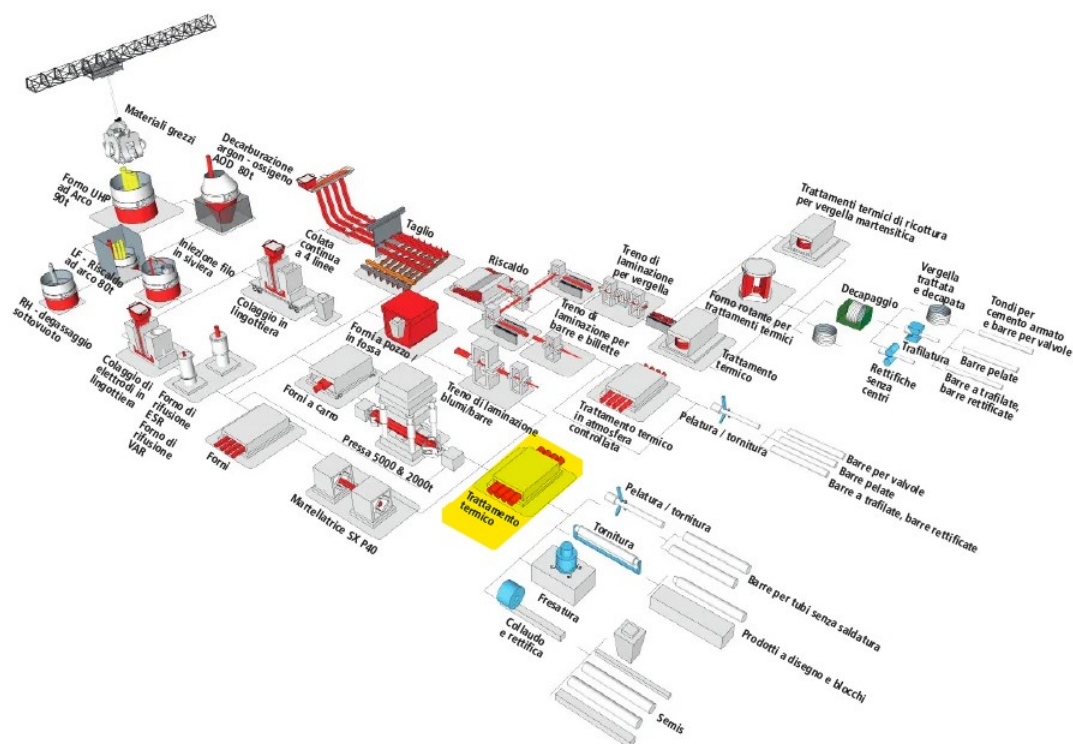 Materiali grezzi
Forno UHP
ad Arco
90t
Decarburazione
argon - ossigeno
AOD 80t
LF - Riscaldo
ad arco 80t
Iniezione filo
in siviera
RH - degassaggio
sottovuoto
Colata
continua
a 4 linee
Taglio
Colaggio in
lingottiera
Colaggio di
elettrodi in
lingottiera
Forno di
rifusione
ESR
Forno di
rifusione
VAR
Forni a pozzo /
in fossa
Forni a carro
Forni
Pressa 5000 & 2000t
Martellatrice SX P40
Riscaldo
Treno di
laminazione
per vergella
Treno di
laminazione per
barre e billette
Treno di laminazione
blumi/barre
Trattamenti termici di ricottura
per vergella martensitica
Forno rotante per
trattamenti termici
Trattamento
termico
Decapaggio
Vergella
trattata
e decapata
Tondi per
cemento armato
e barre per valvole
Trafilatura
Rettifiche
senza
centri
Barre pelate
Barre a trafilate,
barre rettificate
Trattamento termico
in atmosfera
controllata
Pelatura / tornitura
Barre per valvole
Barre pelate
Barre a trafilate, barre rettificate
Trattamento
termico
Pelatura / tornitura
Tornitura
Fresatura
Collaudo
e rettifica
Barre per tubi senza saldatura
Prodotti a disegno e blocchi
Semis